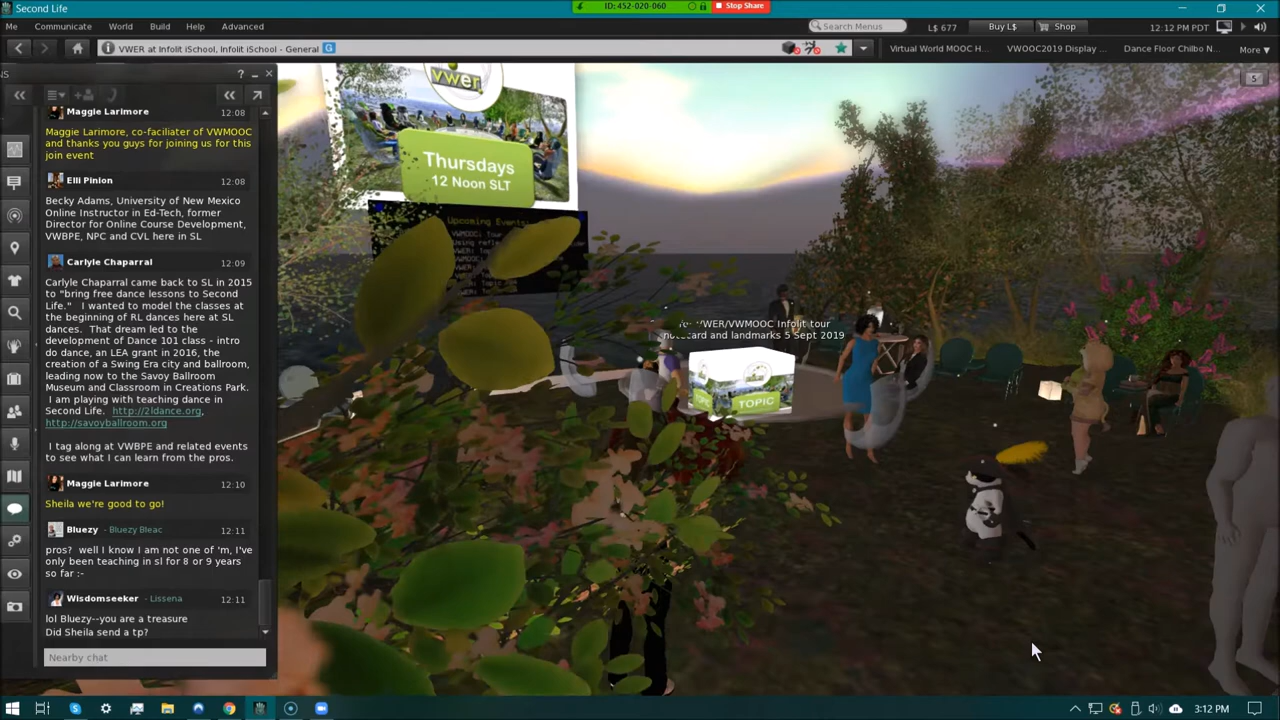 Second Life
ID: 452-020-060
Stop Share
Me
Import
World
Build
Help
Advanced
Search Menus
L$ 677
Buy L$
Shop
12:12 PM PDT
VWER at Infolit iSchool, Infolit iSchool - General
G
Virtual World MOOC H...
VWOOC2019 Display ...
Dance Floor Chilbo N...
More
NS
?
5
Maggie Larimore 12:08
Maggie Larimore, co-faciliater of VWMOOC
and thanks you guys for joining us for this
join event
Elli Pinion 12:08
Becky Adams, University of New Mexico
Online Instructor in Ed-Tech, former
Director for Online Course Development,
VWBPE, NPC and CVL here in SL
Carlyle Chaparral 12:09
Carlyle Chaparral came back to SL in 2015
to "bring free dance lessons to Second
Life." I wanted to model the classes at
the beginning of RL dances here at SL
dances. That dream led to the
development of Dance 101 class - intro
do dance, an LEA grant in 2016, the
creation of a Swing Era city and ballroom,
leading now to the Savoy Ballroom
Museum and Classroom in Creations Park.
I am playing with teaching dance in
Second Life. http://2ldance.org,
http://savoyballroom.org
I tag along at VWBPE and related events
to see what I can learn from the pros.
Maggie Larimore 12:10
Sheila we're good to go!
Bluezy - Bluezy Bleac 12:11
pros? well I know I am not one of 'm, I've
only been teaching in sl for 8 or 9 years
so far :-
Wisdomseeker - Lissena 12:11
lol Bluezy--you are a treasure
Did Sheila send a tp?
Nearby chat
vwer
Thursdays
12 Noon SLT
Upcoming Events:
VWMOOC: Tour
VWER/VWMOOC Infolit tour
and landmarks 5 Sept 2019
TOPIC
TOPIC
3:12 PM